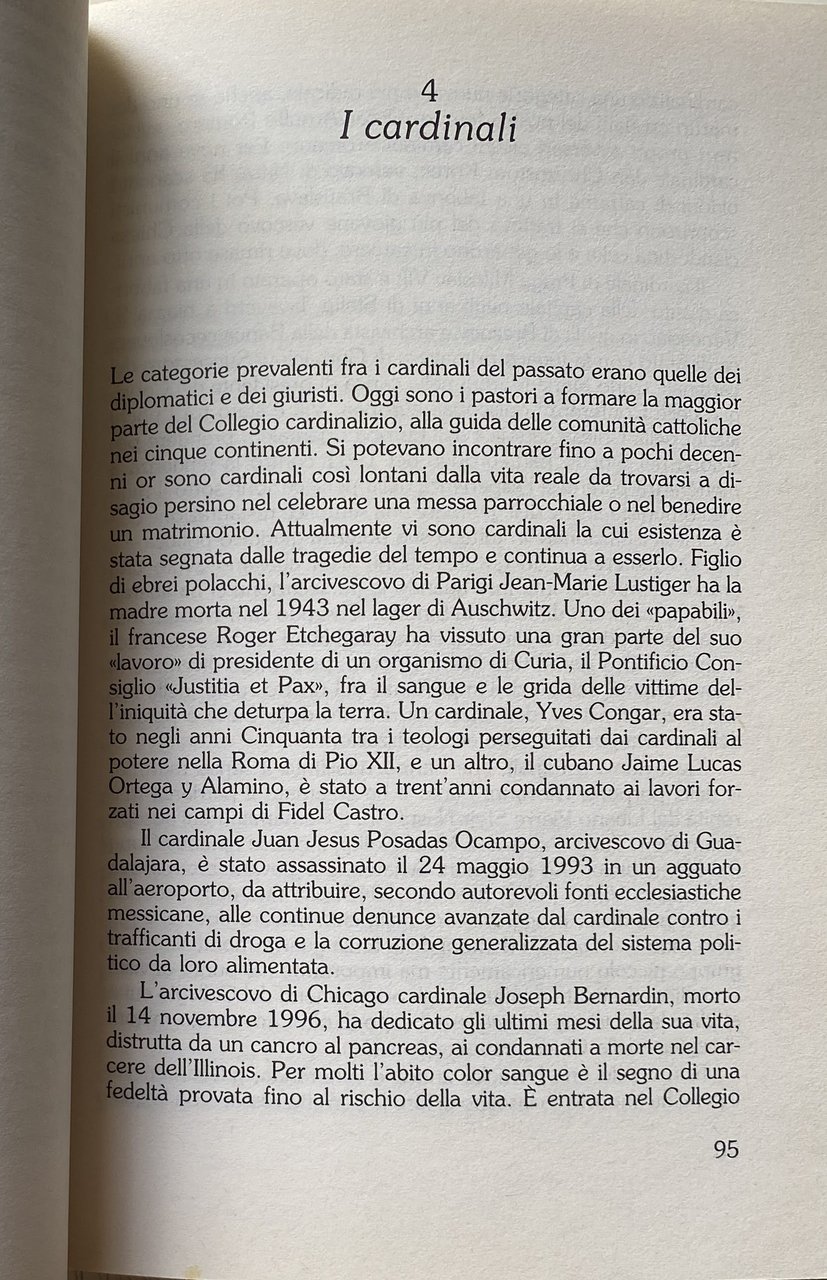 4
I cardinali
Le categorie prevalenti fra i cardinali del passato erano quelle dei
diplomatici e dei giuristi. Oggi sono i pastori a formare la maggior
parte del Collegio cardinalizio, alla guida delle comunità cattoliche
nei cinque continenti. Si potevano incontrare fino a pochi decen-
ni or sono cardinali così lontani dalla vita reale da trovarsi a di-
sagio persino nel celebrare una messa parrocchiale o nel benedire
un matrimonio. Attualmente vi sono cardinali la cui esistenza è
stata segnata dalle tragedie del tempo e continua a esserlo. Figlio
di ebrei polacchi, l'arcivescovo di Parigi Jean-Marie Lustiger ha la
madre morta nel 1943 nel lager di Auschwitz. Uno dei «papabili»,
il francese Roger Etchegaray ha vissuto una gran parte del suo
«lavoro» di presidente di un organismo di Curia, il Pontificio Con-
siglio «Justitia et Pax», fra il sangue e le grida delle vittime del-
l'iniquità che deturpa la terra. Un cardinale, Yves Congar, era sta-
to negli anni Cinquanta tra i teologi perseguitati dai cardinali al
potere nella Roma di Pio XII, e un altro, il cubano Jaime Lucas
Ortega y Alamino, è stato a trent'anni condannato ai lavori for-
zati nei campi di Fidel Castro.
Il cardinale Juan Jesus Posadas Ocampo, arcivescovo di Gua-
dalajara, è stato assassinato il 24 maggio 1993 in un agguato
all'aeroporto, da attribuire, secondo autorevoli fonti ecclesiastiche
messicane, alle continue denunce avanzate dal cardinale contro i
trafficanti di droga e la corruzione generalizzata del sistema poli-
tico da loro alimentata.
L'arcivescovo di Chicago cardinale Joseph Bernardin, morto
il 14 novembre 1996, ha dedicato gli ultimi mesi della sua vita,
distrutta da un cancro al pancreas, ai condannati a morte nel car-
cere dell'Illinois. Per molti l'abito color sangue è il segno di una
fedeltà provata fino al rischio della vita. È entrata nel Collegio
95